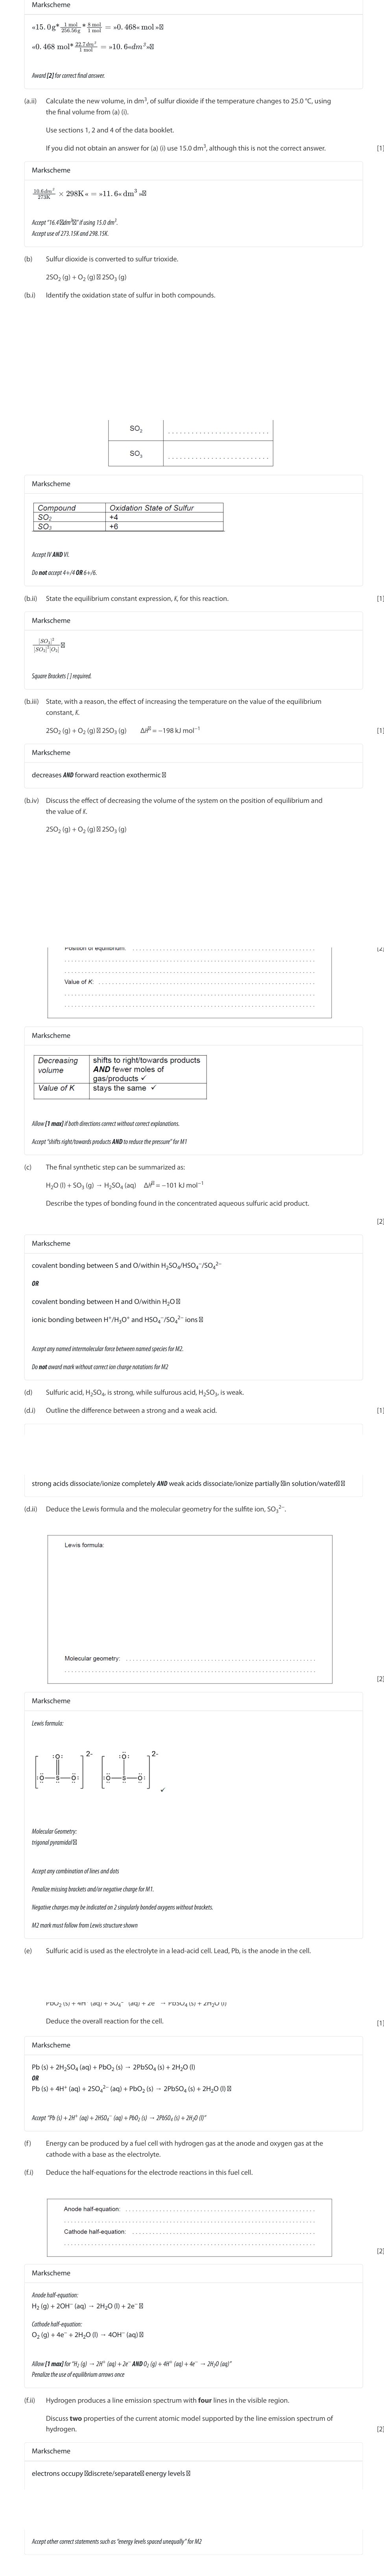 Markscheme
«15.0 g* 1 mol/256.56 g * 8 mol/1 mol = »0.468« mol »▯
«0.468 mol* 22.7 dm³/1 mol = »10.6«dm³»▯
Award [2] for correct final answer.
(a.ii) Calculate the new volume, in dm³, of sulfur dioxide if the temperature changes to 25.0 °C, using
the final volume from (a) (i).
Use sections 1, 2 and 4 of the data booklet.
If you did not obtain an answer for (a) (i) use 15.0 dm³, although this is not the correct answer. [1]
Markscheme
10.6 dm³/273K × 298K« = »11.6« dm³ »▯
Accept "16.4▯dm³▯" if using 15.0 dm³.
Accept use of 273.15K and 298.15K.
(b) Sulfur dioxide is converted to sulfur trioxide.
2SO₂ (g) + O₂ (g) ▯ 2SO₃ (g)
(b.i) Identify the oxidation state of sulfur in both compounds.
SO₂ ..........................
SO₃ ..........................
Markscheme
Compound Oxidation State of Sulfur
SO₂ +4
SO₃ +6
Accept IV AND VI.
Do not accept 4+/4 OR 6+/6.
(b.ii) State the equilibrium constant expression, K, for this reaction. [1]
Markscheme
[SO₃]²/[SO₂]²[O₂] ▯
Square Brackets [ ] required.
(b.iii) State, with a reason, the effect of increasing the temperature on the value of the equilibrium
constant, K.
2SO₂ (g) + O₂ (g) ▯ 2SO₃ (g) ΔH▯ = −198 kJ mol⁻¹ [1]
Markscheme
decreases AND forward reaction exothermic ▯
(b.iv) Discuss the effect of decreasing the volume of the system on the position of equilibrium and
the value of K.
2SO₂ (g) + O₂ (g) ▯ 2SO₃ (g)
Position of equilibrium: .......................... [2]
Value of K: ..........................
Markscheme
Decreasing volume shifts to right/towards products
AND fewer moles of
gas/products ✓
Value of K stays the same ✓
Allow [1 max] if both directions correct without correct explanations.
Accept "shifts right/towards products AND to reduce the pressure" for M1
(c) The final synthetic step can be summarized as:
H₂O (l) + SO₃ (g) → H₂SO₄ (aq) ΔH▯ = −101 kJ mol⁻¹
Describe the types of bonding found in the concentrated aqueous sulfuric acid product.
[2]
Markscheme
covalent bonding between S and O/within H₂SO₄/HSO₄⁻/SO₄²⁻
OR
covalent bonding between H and O/within H₂O ▯
ionic bonding between H⁺/H₃O⁺ and HSO₄⁻/SO₄²⁻ ions ▯
Accept any named intermolecular force between named species for M2.
Do not award mark without correct ion charge notations for M2
(d) Sulfuric acid, H₂SO₄, is strong, while sulfurous acid, H₂SO₃, is weak.
(d.i) Outline the difference between a strong and a weak acid. [1]
strong acids dissociate/ionize completely AND weak acids dissociate/ionize partially ▯in solution/water▯ ▯
(d.ii) Deduce the Lewis formula and the molecular geometry for the sulfite ion, SO₃²⁻.
Lewis formula:
Molecular geometry: ..........................
[2]
Markscheme
Lewis formula:
2- 2-
:O: :O:
:O—S—O: :O—S—O: ✓
Molecular Geometry:
trigonal pyramidal ▯
Accept any combination of lines and dots
Penalize missing brackets and/or negative charge for M1.
Negative charges may be indicated on 2 singularly bonded oxygens without brackets.
M2 mark must follow from Lewis structure shown
(e) Sulfuric acid is used as the electrolyte in a lead-acid cell. Lead, Pb, is the anode in the cell.
PbO₂ (s) + 4H⁺ (aq) + SO₄²⁻ (aq) + 2e⁻ → PbSO₄ (s) + 2H₂O (l)
Deduce the overall reaction for the cell. [1]
Markscheme
Pb (s) + 2H₂SO₄ (aq) + PbO₂ (s) → 2PbSO₄ (s) + 2H₂O (l)
OR
Pb (s) + 4H⁺ (aq) + 2SO₄²⁻ (aq) + PbO₂ (s) → 2PbSO₄ (s) + 2H₂O (l) ▯
Accept "Pb (s) + 2H⁺ (aq) + 2HSO₄⁻ (aq) + PbO₂ (s) → 2PbSO₄ (s) + 2H₂O (l)"
(f) Energy can be produced by a fuel cell with hydrogen gas at the anode and oxygen gas at the
cathode with a base as the electrolyte.
(f.i) Deduce the half-equations for the electrode reactions in this fuel cell.
Anode half-equation: ..........................
Cathode half-equation: ..........................
[2]
Markscheme
Anode half-equation:
H₂ (g) + 2OH⁻ (aq) → 2H₂O (l) + 2e⁻ ▯
Cathode half-equation:
O₂ (g) + 4e⁻ + 2H₂O (l) → 4OH⁻ (aq) ▯
Allow [1 max] for "H₂ (g) → 2H⁺ (aq) + 2e⁻ AND O₂ (g) + 4H⁺ (aq) + 4e⁻ → 2H₂O (aq)"
Penalize the use of equilibrium arrows once
(f.ii) Hydrogen produces a line emission spectrum with four lines in the visible region.
Discuss two properties of the current atomic model supported by the line emission spectrum of
hydrogen. [2]
Markscheme
electrons occupy ▯discrete/separate▯ energy levels ▯
Accept other correct statements such as "energy levels spaced unequally" for M2